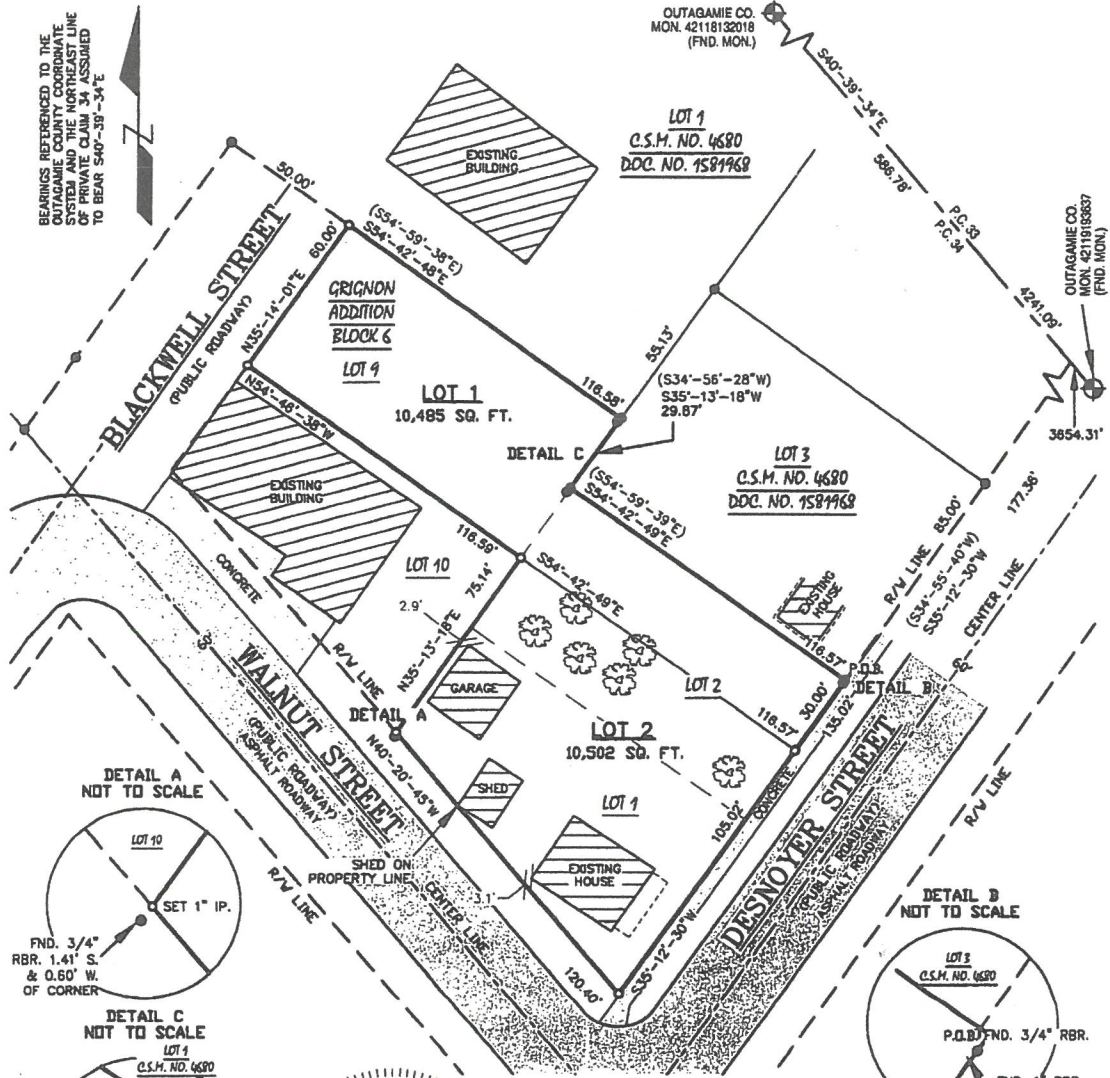 BEARINGS REFERENCED TO THE
OUTAGAMIE COUNTY COORDINATE
SYSTEM AND THE NORTHEAST LINE
OF PRIVATE CLAIM 34 ASSUMED
TO BEAR S40°-39'-34"E
N
OUTAGAMIE CO.
MON. 42118132018
(FND. MON.)
S40°-39'-34"E
586.78'
P.C. 33
P.C. 34
4241.09'
OUTAGAMIE CO.
MON. 42119193637
(FND. MON.)
3654.31'
LOT 1
C.S.M. NO. 4680
DOC. NO. 1581968
EXISTING
BUILDING
50.00'
BLACKWELL STREET
(PUBLIC ROADWAY)
60.00'
N35°-14'-01"E
(S54°-59'-38"E)
S54°-42'-48"E
116.58'
GRIGNON
ADDITION
BLOCK 6
LOT 9
LOT 1
10,485 SQ. FT.
N54°-46'-38"W
116.59'
55.13'
(S34°-56'-28"W)
S35°-13'-18"W
29.87'
DETAIL C
LOT 3
C.S.M. NO. 4680
DOC. NO. 1581968
(S54°-59'-39"E)
S54°-42'-49"E
116.57'
EXISTING
HOUSE
R/W LINE
85.00'
177.36'
(S34°-55'-40"W)
S35°-12'-30"W
CENTER LINE
60'
P.O.B.
DETAIL B
EXISTING
BUILDING
LOT 10
2.9'
75.14'
N35°-13'-18"E
S54°-42'-49"E
116.57'
30.00'
135.02'
LOT 2
LOT 2
10,502 SQ. FT.
GARAGE
SHED
LOT 1
EXISTING
HOUSE
3.1'
105.02'
CONCRETE
S35°-12'-30"W
DESNOYER STREET
(PUBLIC ROADWAY)
ASPHALT ROADWAY
R/W LINE
CONCRETE
60'
R/W LINE
WALNUT STREET
(PUBLIC ROADWAY)
ASPHALT ROADWAY
DETAIL A
N40°-20'-45"W
120.40'
SHED ON
PROPERTY LINE
CENTER LINE
R/W LINE
DETAIL A
NOT TO SCALE
LOT 10
SET 1" IP.
FND. 3/4"
RBR. 1.41' S.
& 0.60' W.
OF CORNER
DETAIL C
NOT TO SCALE
LOT 1
C.S.M. NO. 4680
DETAIL B
NOT TO SCALE
LOT 3
C.S.M. NO. 4680
P.O.B.
FND. 3/4" RBR.